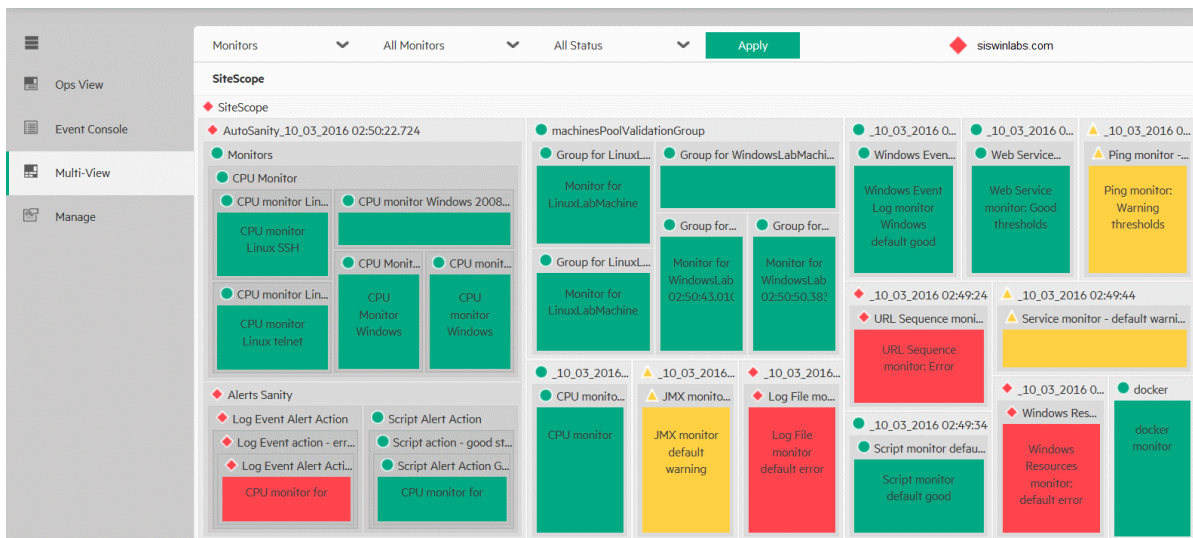 Monitors
All Monitors
All Status
Apply
siswinlabs.com
Ops View
Event Console
Multi-View
Manage
SiteScope
SiteScope
AutoSanity_10_03_2016 02:50:22.724
Monitors
CPU Monitor
CPU monitor Lin...
CPU monitor
Linux SSH
CPU monitor Windows 2008...
CPU monitor Lin...
CPU monitor
Linux telnet
CPU Monit...
CPU
Monitor
Windows
CPU monit...
CPU
monitor
Windows
Alerts Sanity
Log Event Alert Action
Log Event action - err...
Log Event Alert Acti...
CPU monitor for
Script Alert Action
Script action - good st...
Script Alert Action G...
CPU monitor for
machinesPoolValidationGroup
Group for LinuxL...
Monitor for
LinuxLabMachine
Group for WindowsLabMachi...
Group for LinuxL...
Monitor for
LinuxLabMachine
Group for...
Monitor for
WindowsLab
02:50:43.010
Group for...
Monitor for
WindowsLab
02:50:50.383
_10_03_2016...
CPU monito...
CPU monitor
_10_03_2016...
JMX monito...
JMX monitor
default
warning
_10_03_2016...
Log File mo...
Log File
monitor
default error
_10_03_2016 0...
Windows Even...
Windows Event
Log monitor
Windows
default good
_10_03_2016 0...
Web Service...
Web Service
monitor: Good
thresholds
_10_03_2016 0...
Ping monitor -...
Ping monitor:
Warning
thresholds
_10_03_2016 02:49:24
URL Sequence moni...
URL Sequence
monitor: Error
_10_03_2016 02:49:44
Service monitor - default warni...
_10_03_2016 02:49:34
Script monitor defau...
Script monitor
default good
_10_03_2016 0...
Windows Res...
Windows
Resources
monitor:
default error
docker
docker
monitor